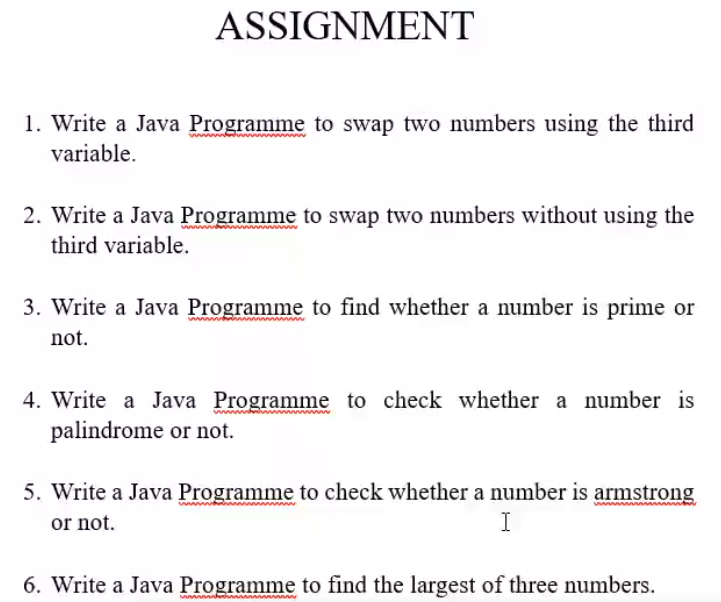 ASSIGNMENT
1. Write a Java Programme to swap two numbers using the third
variable.
2. Write a Java Programme to swap two numbers without using the
third variable.
3. Write a Java Programme to find whether a number is prime or
not.
4. Write a Java Programme to check whether a number is
palindrome or not.
5. Write a Java Programme to check whether a number is armstrong
or not.
6. Write a Java Programme to find the largest of three numbers.